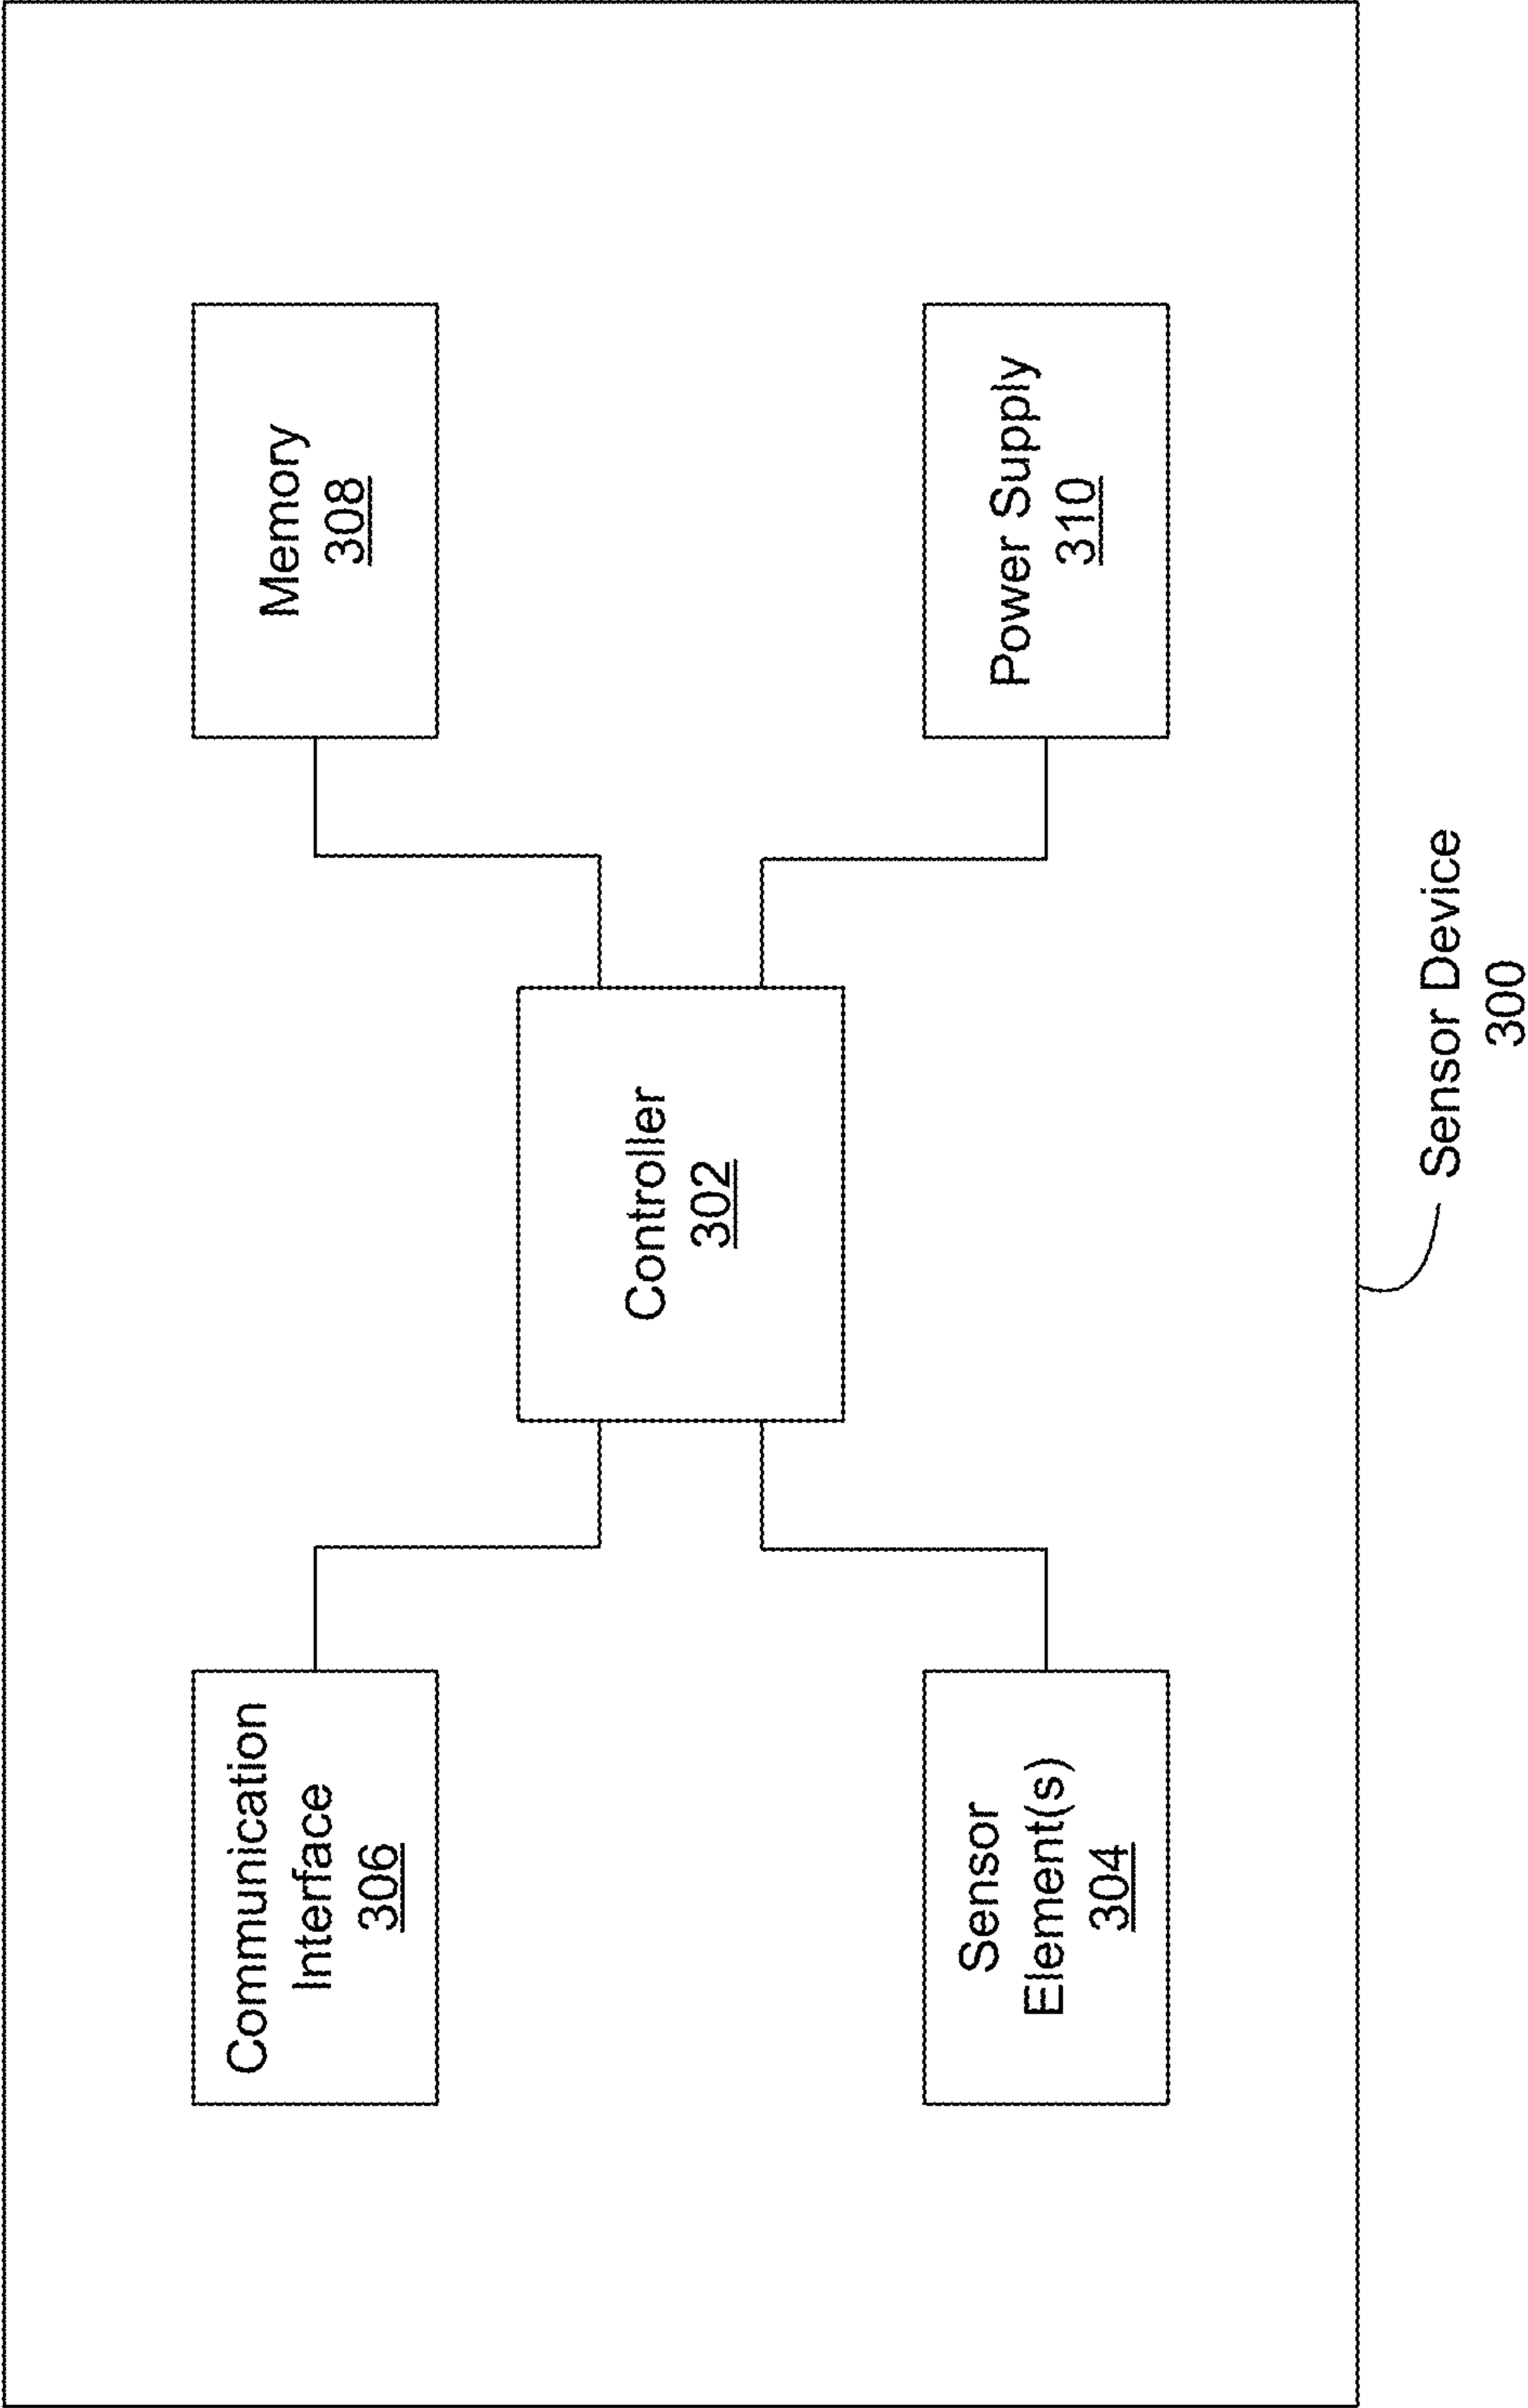 Communication
Interface
306
Memory
308
Controller
302
Sensor
Element(s)
304
Power Supply
310
Sensor Device
300